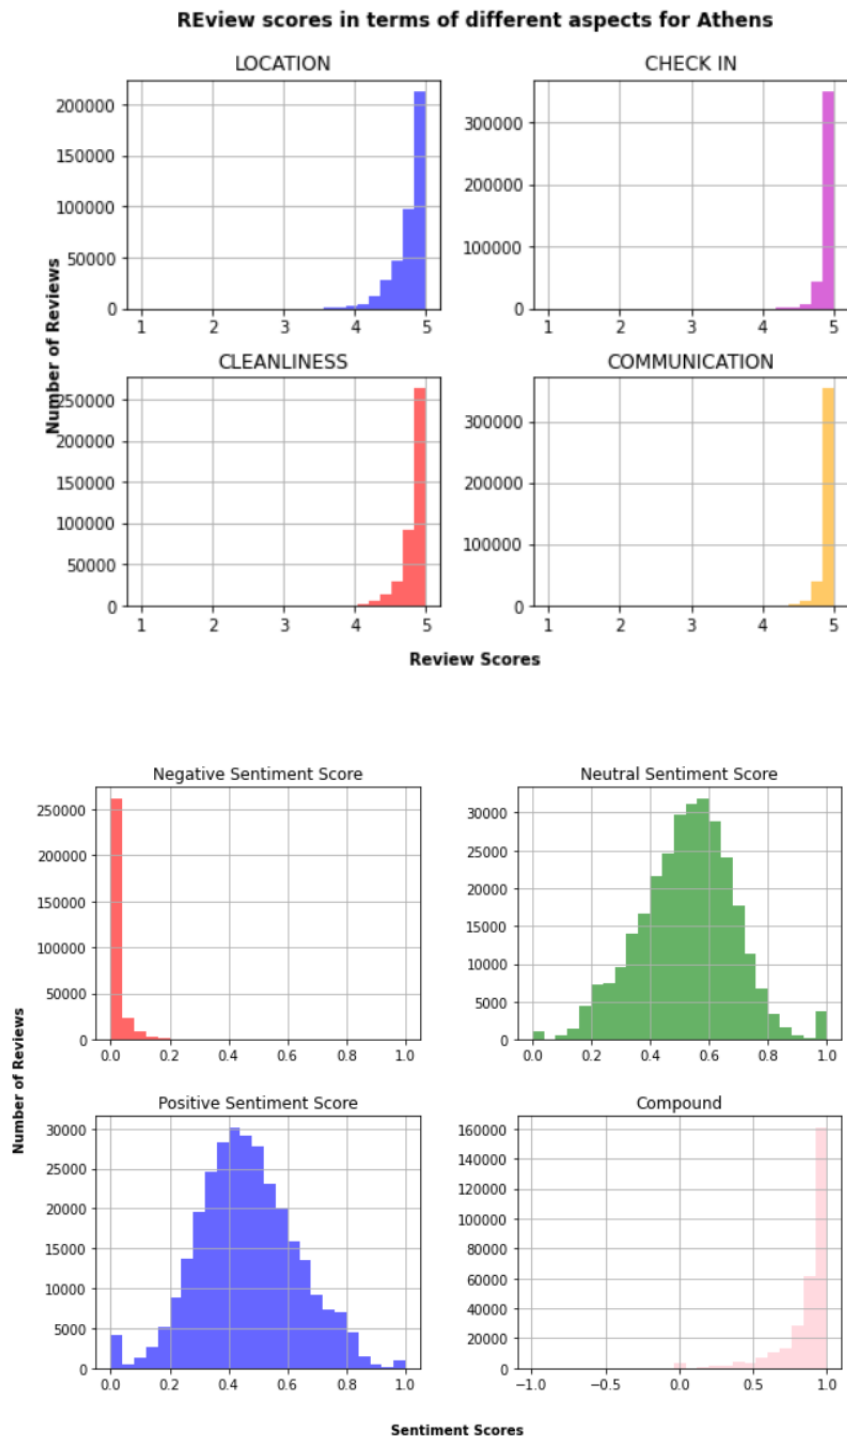 REview scores in terms of different aspects for Athens
LOCATION
200000
150000
100000
50000
0
1 2 3 4 5
CHECK IN
300000
200000
100000
0
1 2 3 4 5
Number of Reviews
CLEANLINESS
250000
200000
150000
100000
50000
0
1 2 3 4 5
COMMUNICATION
300000
200000
100000
0
1 2 3 4 5
Review Scores
Negative Sentiment Score
250000
200000
150000
100000
50000
0
0.0 0.2 0.4 0.6 0.8 1.0
Neutral Sentiment Score
30000
25000
20000
15000
10000
5000
0
0.0 0.2 0.4 0.6 0.8 1.0
Number of Reviews
Positive Sentiment Score
30000
25000
20000
15000
10000
5000
0
0.0 0.2 0.4 0.6 0.8 1.0
Compound
160000
140000
120000
100000
80000
60000
40000
20000
0
−1.0 −0.5 0.0 0.5 1.0
Sentiment Scores